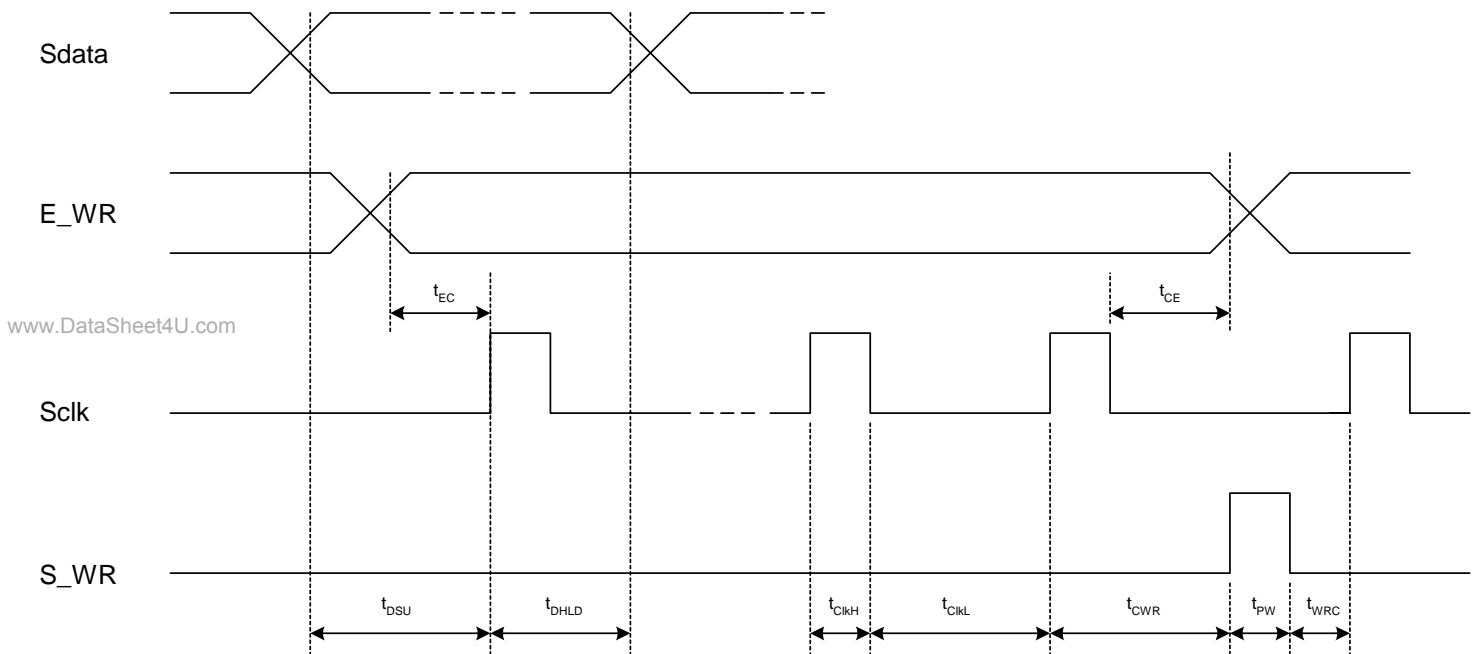 Sdata
E_WR
tEC
tCE
www.DataSheet4U.com
Sclk
S_WR
tDSU
tDHLD
tClkH
tClkL
tCWR
tPW
tWRC